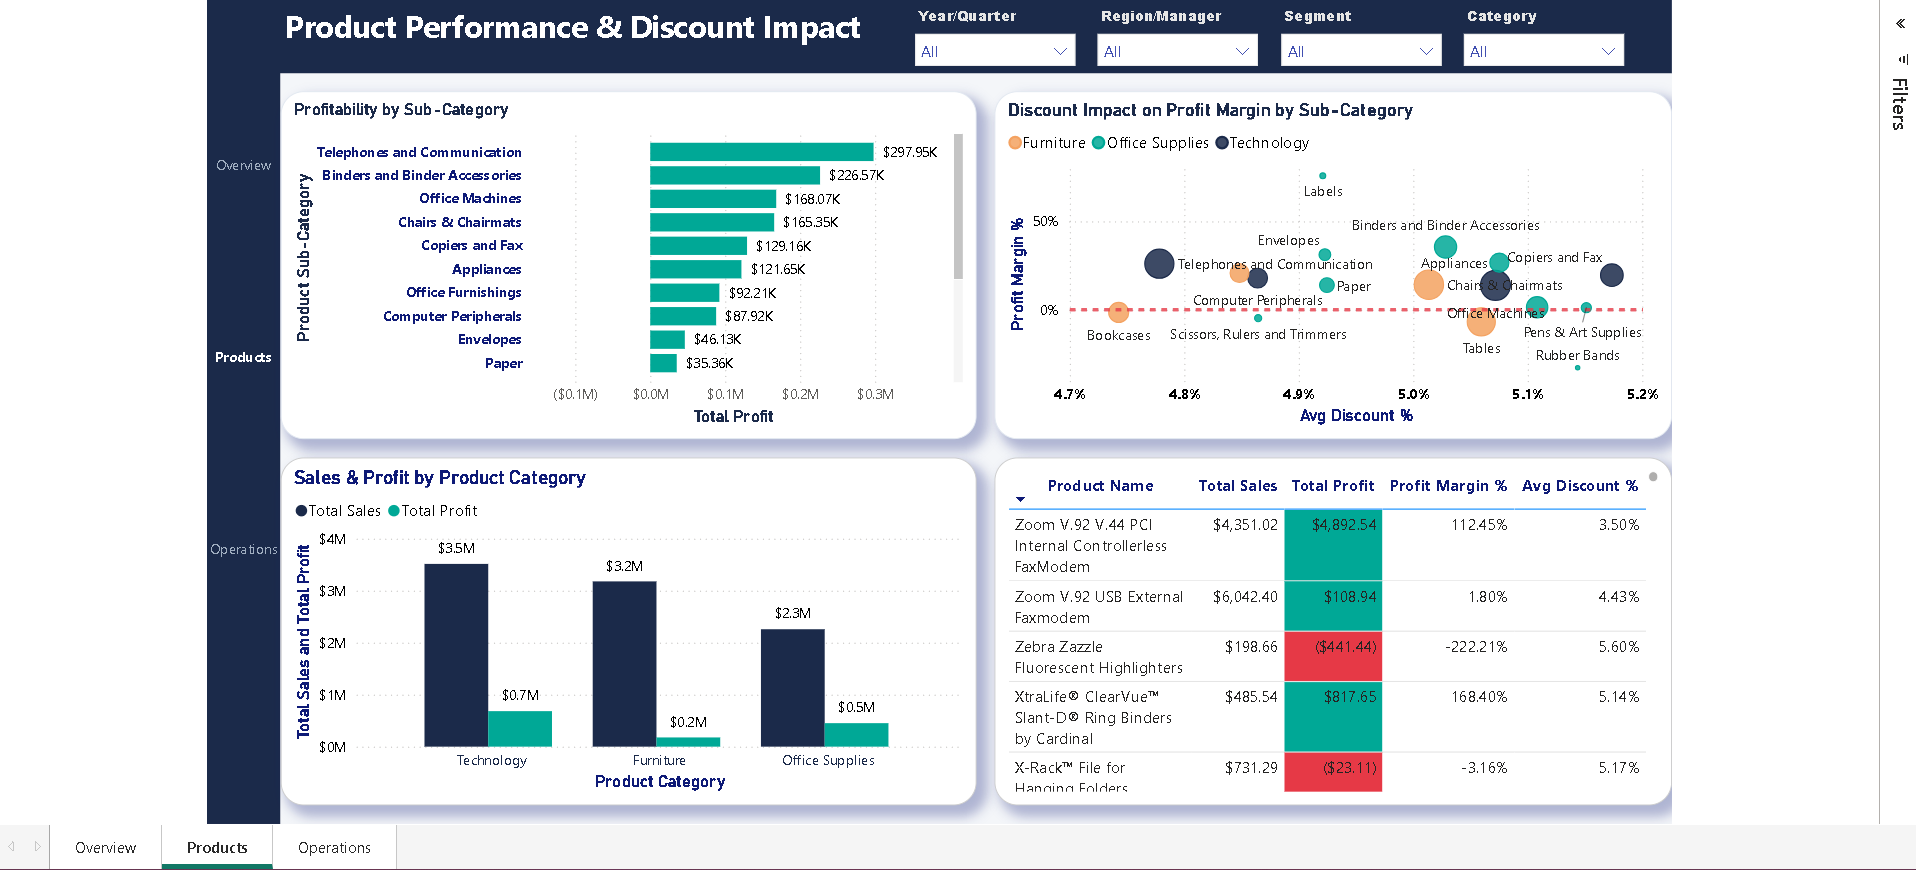 Product Performance & Discount Impact
Year/Quarter
All
Region/Manager
All
Segment
All
Category
All
Filters
Overview
Products
Operations
Profitability by Sub-Category
Product Sub-Category
Telephones and Communication $297.95K
Binders and Binder Accessories $226.57K
Office Machines $168.07K
Chairs & Chairmats $165.35K
Copiers and Fax $129.16K
Appliances $121.65K
Office Furnishings $92.21K
Computer Peripherals $87.92K
Envelopes $46.13K
Paper $35.36K
($0.1M) $0.0M $0.1M $0.2M $0.3M
Total Profit
Discount Impact on Profit Margin by Sub-Category
Furniture Office Supplies Technology
Profit Margin %
50%
0%
Labels
Binders and Binder Accessories
Envelopes
Telephones and Communication
Appliances
Copiers and Fax
Computer Peripherals
Paper
Chairs & Chairmats
Office Machines
Bookcases
Scissors, Rulers and Trimmers
Tables
Pens & Art Supplies
Rubber Bands
4.7% 4.8% 4.9% 5.0% 5.1% 5.2%
Avg Discount %
Sales & Profit by Product Category
Total Sales Total Profit
Total Sales and Total Profit
$4M
$3M
$2M
$1M
$0M
$3.5M
$0.7M
$3.2M
$0.2M
$2.3M
$0.5M
Technology Furniture Office Supplies
Product Category
Product Name Total Sales Total Profit Profit Margin % Avg Discount %
Zoom V.92 V.44 PCI $4,351.02 $4,892.54 112.45% 3.50%
Internal Controllerless
FaxModem
Zoom V.92 USB External $6,042.40 $108.94 1.80% 4.43%
Faxmodem
Zebra Zazzle $198.66 ($441.44) -222.21% 5.60%
Fluorescent Highlighters
XtraLife® ClearVue™ $485.54 $817.65 168.40% 5.14%
Slant-D® Ring Binders
by Cardinal
X-Rack™ File for $731.29 ($23.11) -3.16% 5.17%
Hanging Folders
Overview Products Operations